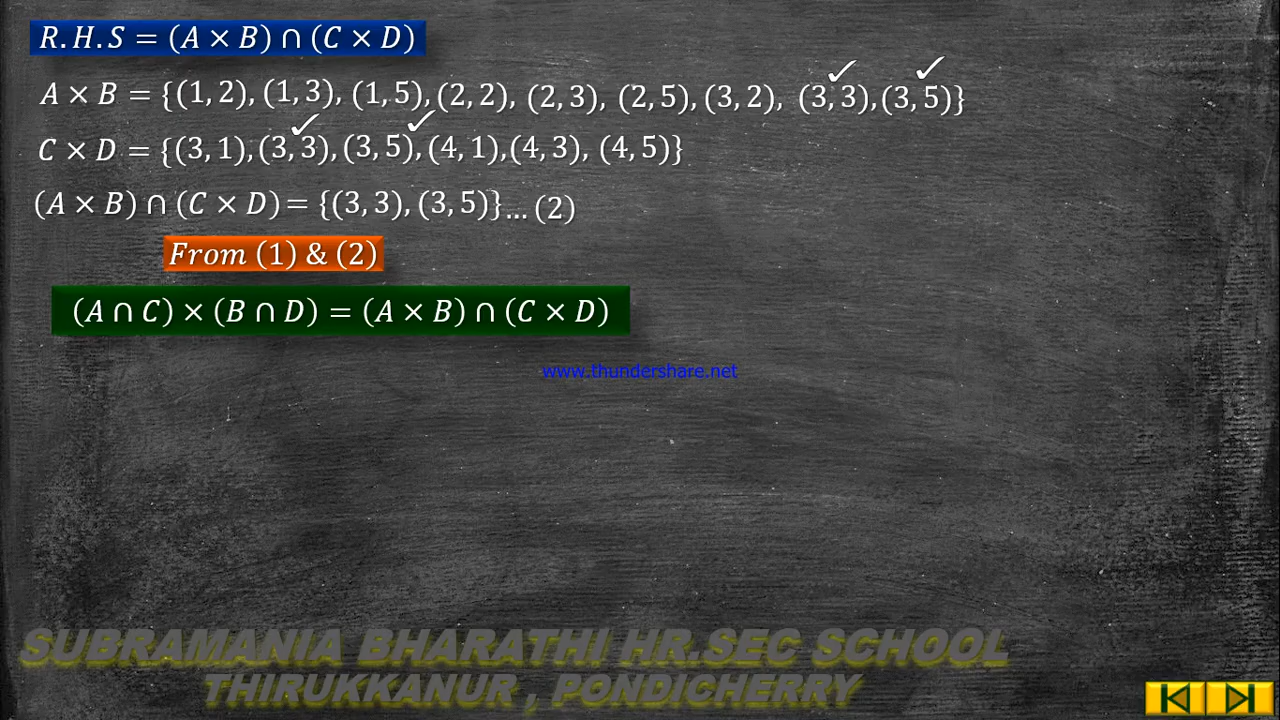 R.H.S = (A × B) ∩ (C × D)
A × B = {(1, 2), (1, 3), (1, 5), (2, 2), (2, 3), (2, 5), (3, 2), (3, 3), (3, 5)}
C × D = {(3, 1), (3, 3), (3, 5), (4, 1), (4, 3), (4, 5)}
(A × B) ∩ (C × D) = {(3, 3), (3, 5)} ... (2)
From (1) & (2)
(A ∩ C) × (B ∩ D) = (A × B) ∩ (C × D)
www.thundershare.net
SUBRAMANIA BHARATHI HR.SEC SCHOOL
THIRUKKANUR , PONDICHERRY